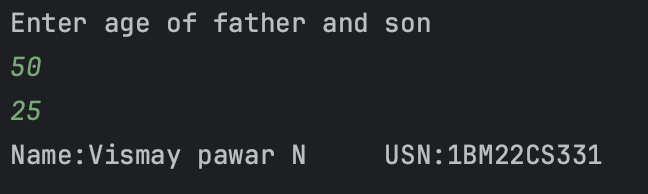 Enter age of father and son
50
25
Name:Vismay pawar N     USN:1BM22CS331